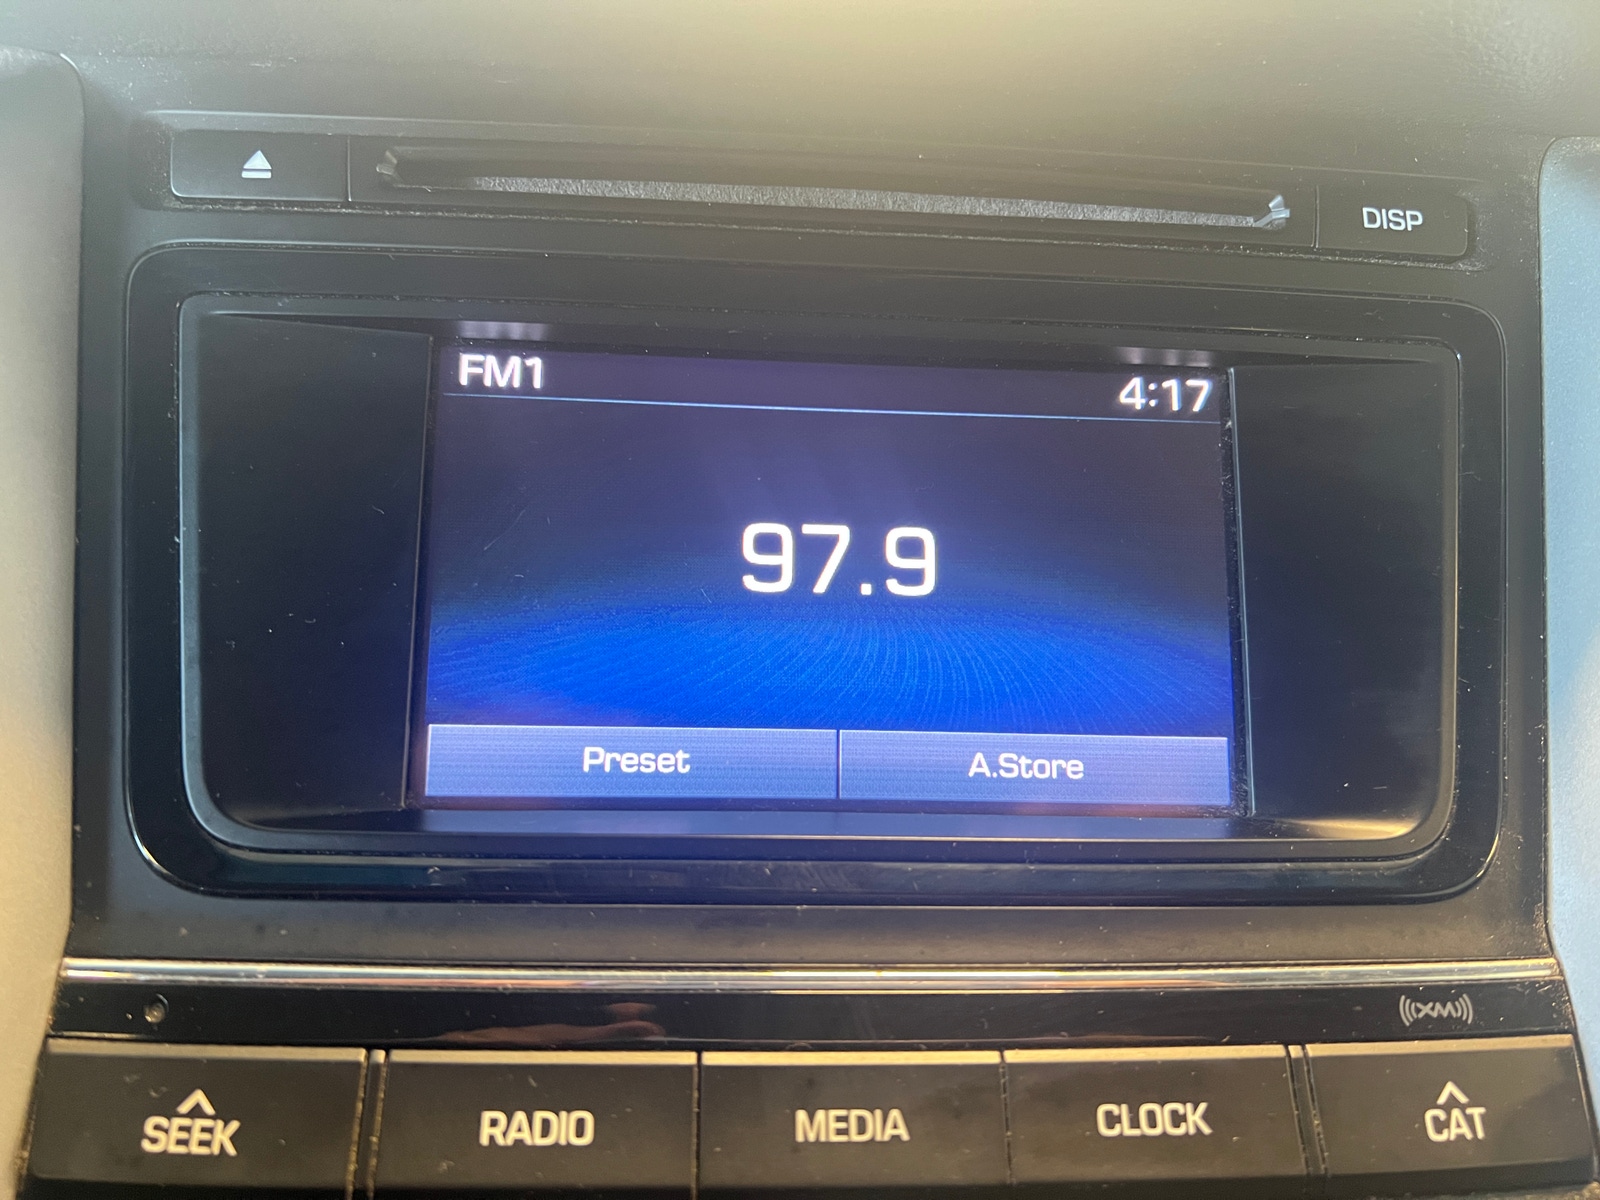 DISP
FM1 4:17
97.9
Preset A.Store
((XM))
SEEK RADIO MEDIA CLOCK CAT